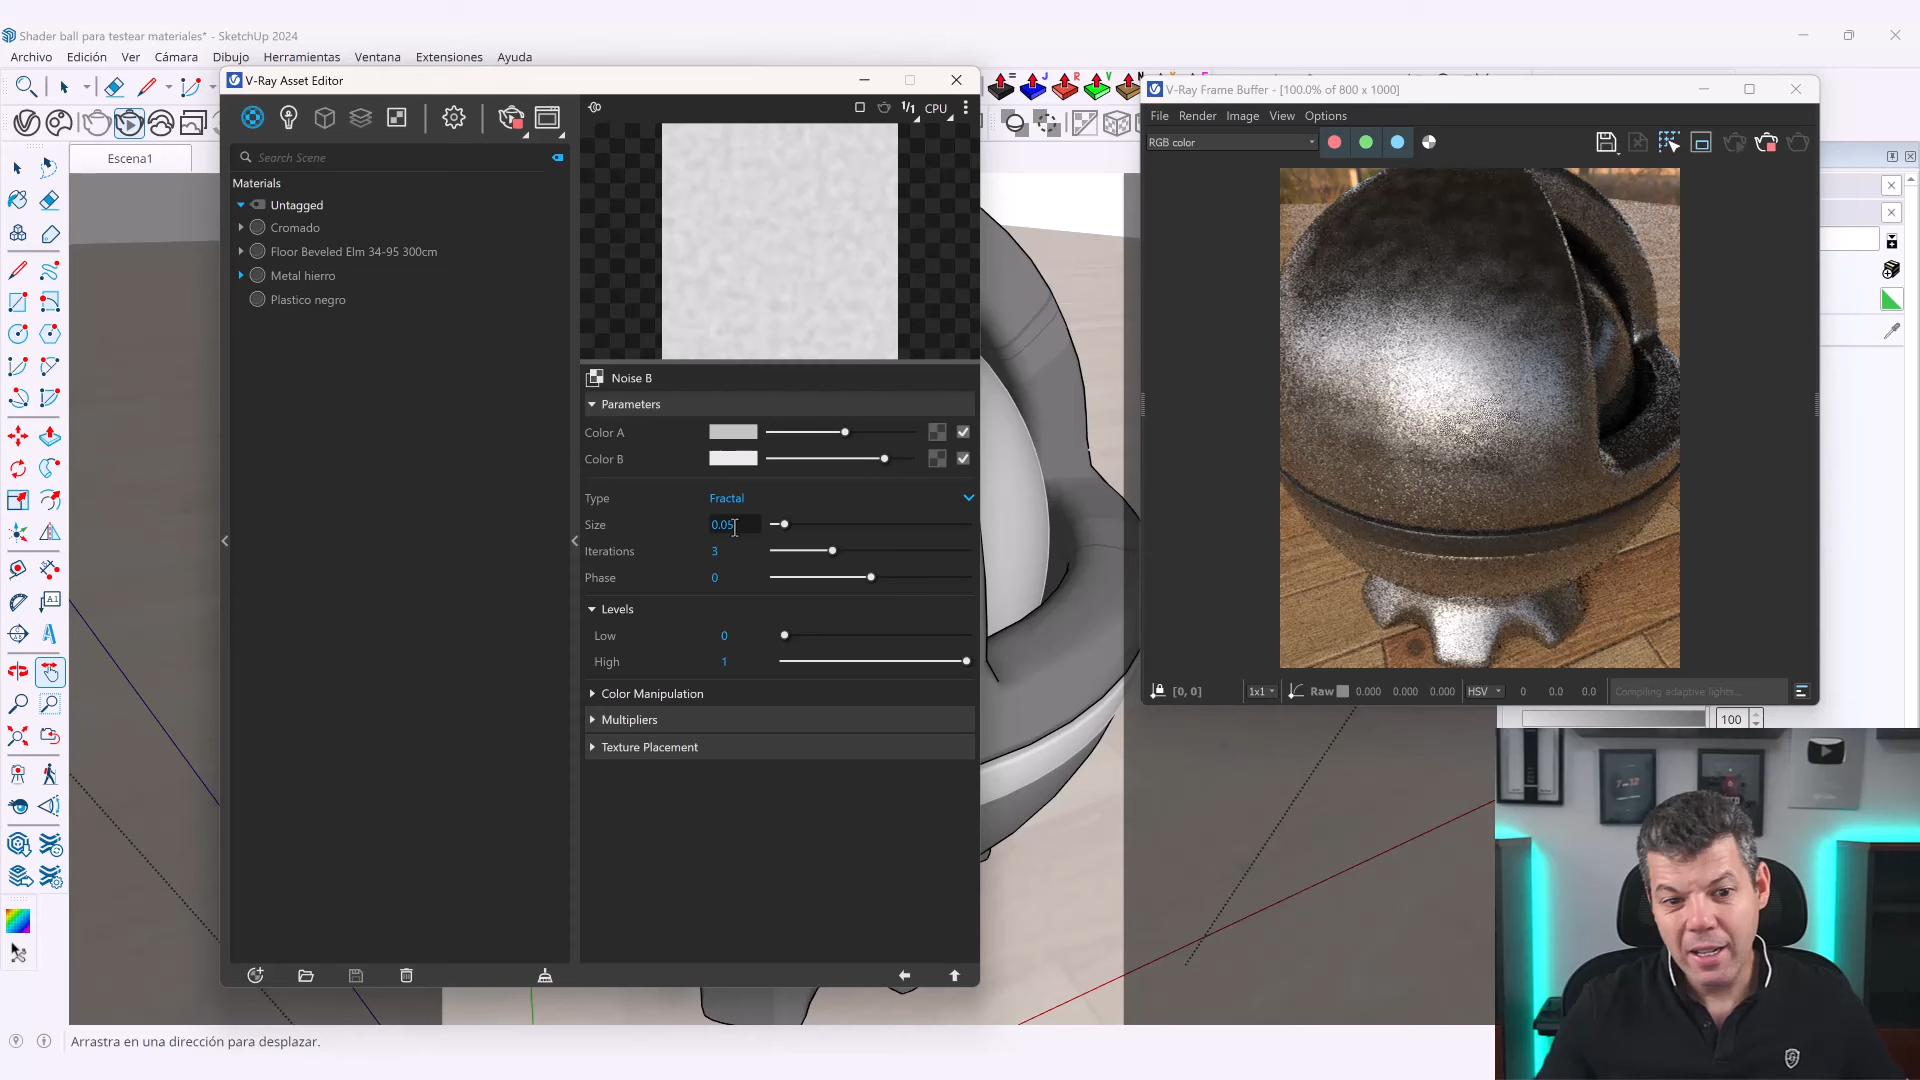 Shader ball para testear materiales* - SketchUp 2024
Archivo Edición Ver Cámara Dibujo Herramientas Ventana Extensiones Ayuda
V-Ray Asset Editor
1/1 CPU
Escena1
Search Scene
Materials
Untagged
Cromado
Floor Beveled Elm 34-95 300cm
Metal hierro
Plastico negro
Noise B
Parameters
Color A
Color B
Type Fractal
Size 0.05
Iterations 3
Phase 0
Levels
Low 0
High 1
Color Manipulation
Multipliers
Texture Placement
V-Ray Frame Buffer - [100.0% of 800 x 1000]
File Render Image View Options
RGB color
[0, 0] 1x1 Raw 0.000 0.000 0.000 HSV 0 0.0 0.0 Compiling adaptive lights...
100
Arrastra en una dirección para desplazar.